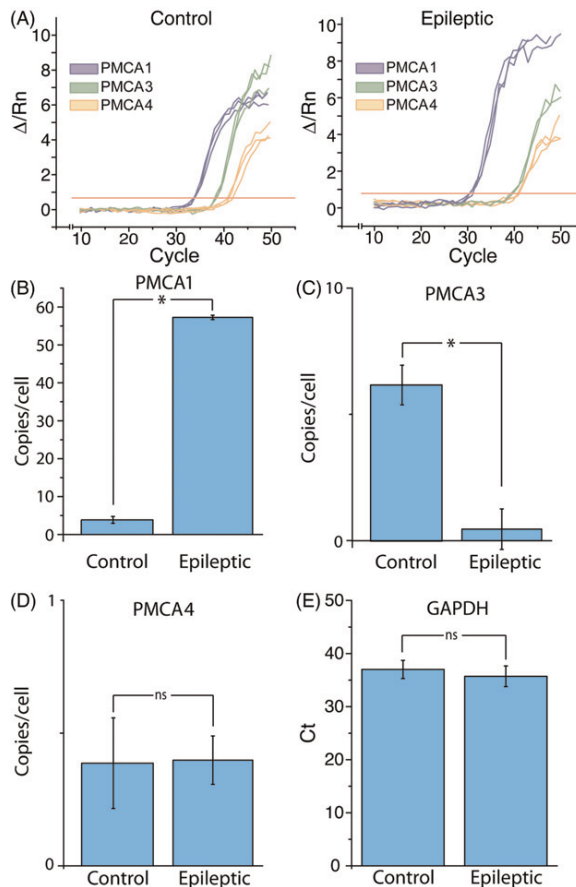 (A) Control
Δ/Rn
10
8
6
4
2
0
PMCA1
PMCA3
PMCA4
10 20 30 40 50
Cycle
Epileptic
Δ/Rn
10
8
6
4
2
0
PMCA1
PMCA3
PMCA4
10 20 30 40 50
Cycle
(B) PMCA1
Copies/cell
60
50
40
30
20
10
0
*
Control Epileptic
(C) PMCA3
Copies/cell
10
0
*
Control Epileptic
(D) PMCA4
Copies/cell
1
0
ns
Control Epileptic
(E) GAPDH
Ct
50
40
30
20
10
0
ns
Control Epileptic